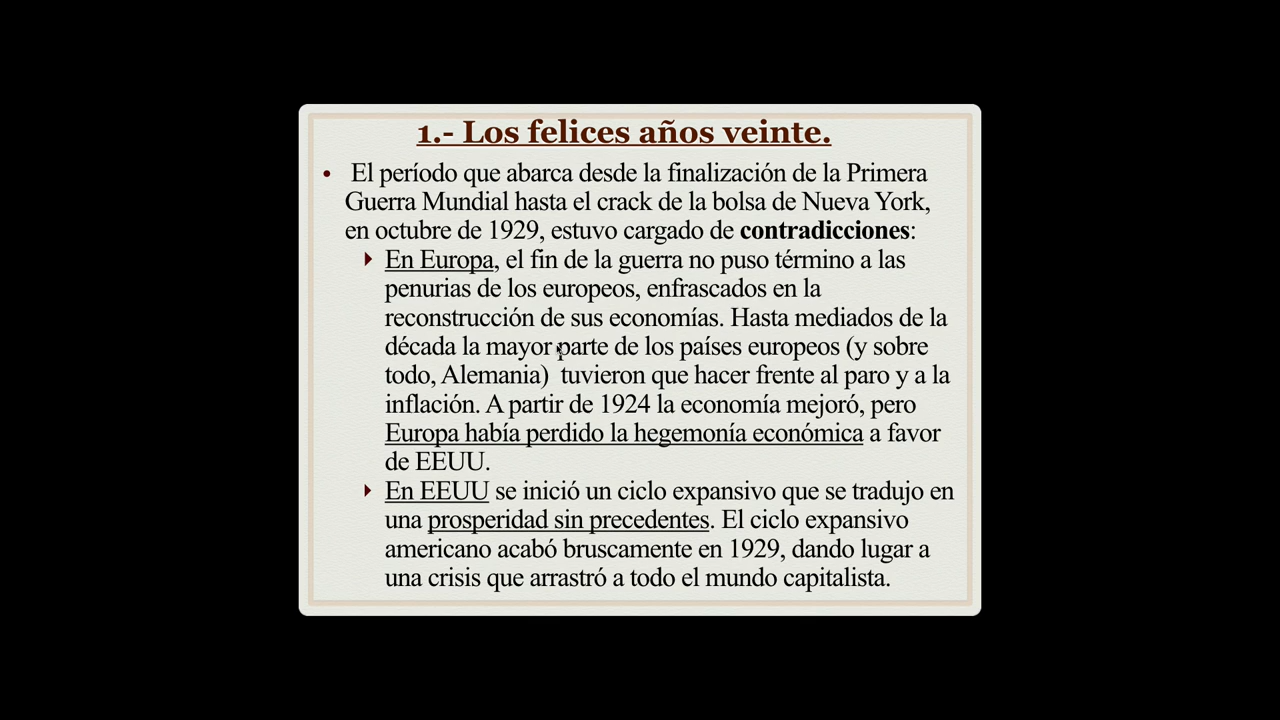 1.- Los felices años veinte.
• El período que abarca desde la finalización de la Primera
Guerra Mundial hasta el crack de la bolsa de Nueva York,
en octubre de 1929, estuvo cargado de contradicciones:
En Europa, el fin de la guerra no puso término a las
penurias de los europeos, enfrascados en la
reconstrucción de sus economías. Hasta mediados de la
década la mayor parte de los países europeos (y sobre
todo, Alemania) tuvieron que hacer frente al paro y a la
inflación. A partir de 1924 la economía mejoró, pero
Europa había perdido la hegemonía económica a favor
de EEUU.
En EEUU se inició un ciclo expansivo que se tradujo en
una prosperidad sin precedentes. El ciclo expansivo
americano acabó bruscamente en 1929, dando lugar a
una crisis que arrastró a todo el mundo capitalista.